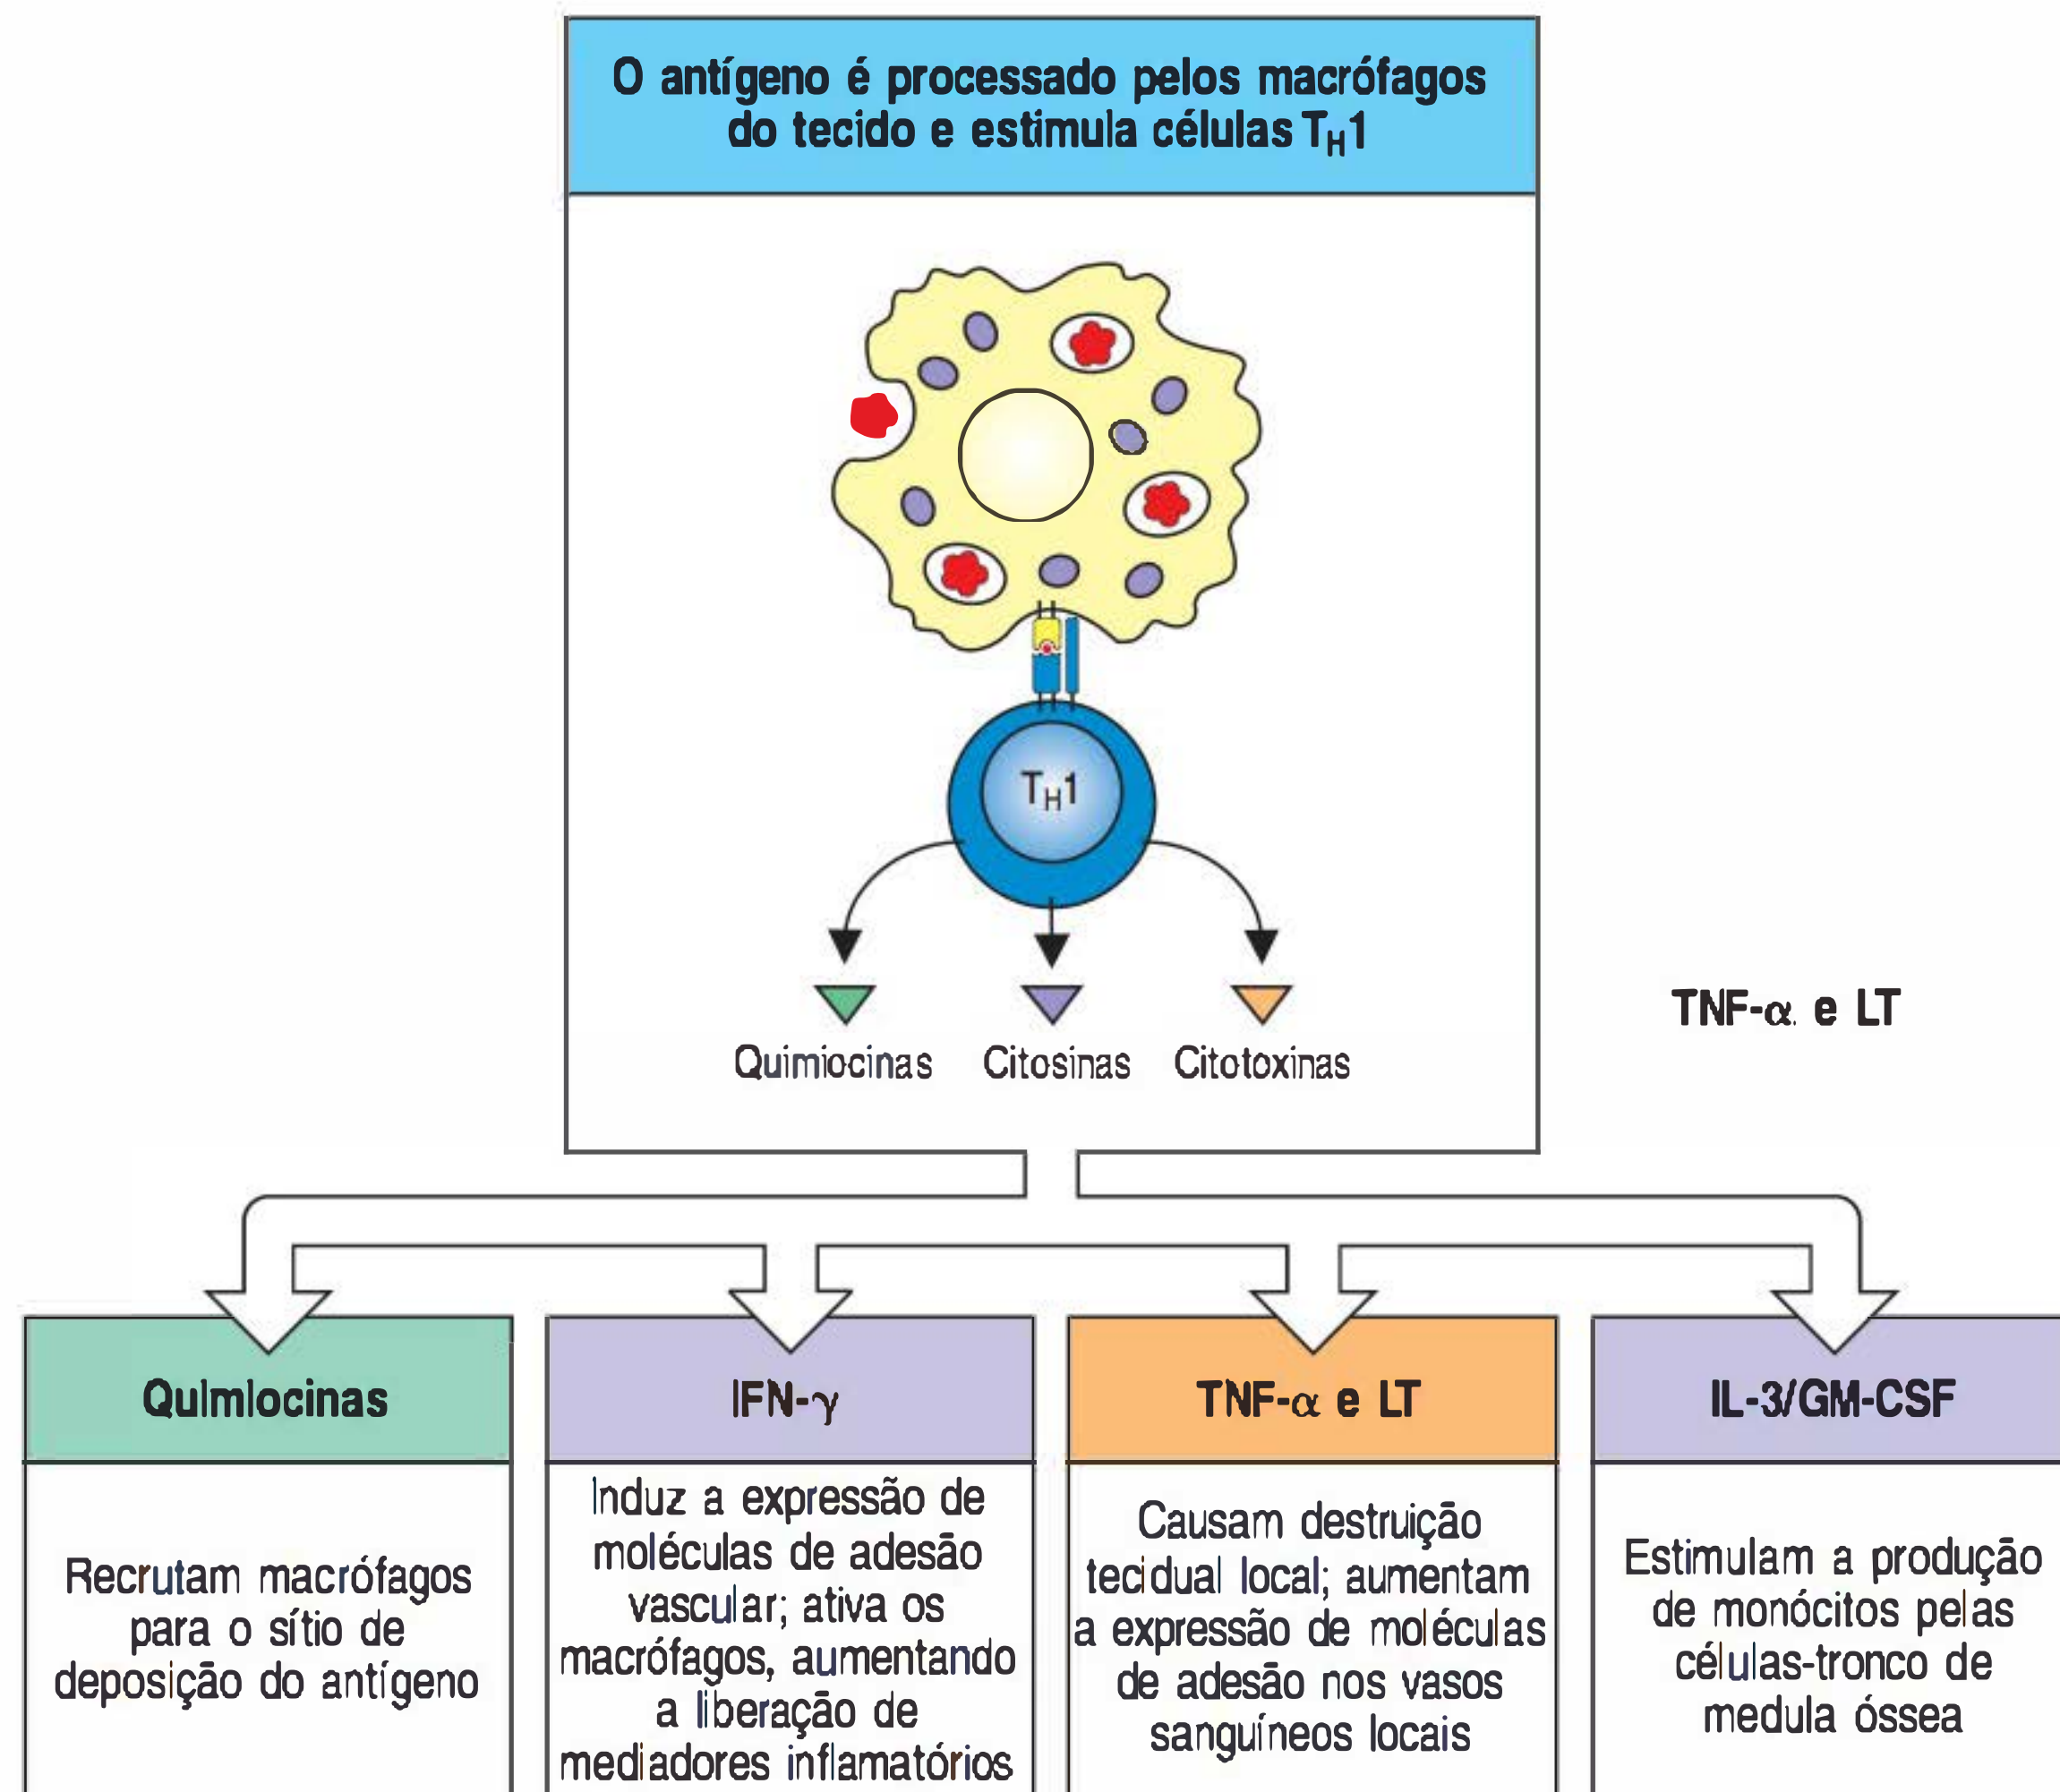 O antígeno é processado pelos macrófagos
do tecido e estimula células TH1
TH1
Quimiocinas Citosinas Citotoxinas
TNF-α. e LT
Qulmlocinas
Recrutam macrófagos
para o sítio de
deposição do antígeno
IFN-γ
Induz a expressão de
moléculas de adesão
vascular; ativa os
macrófagos, aumentando
a liberação de
mediadores inflamatórios
TNF-α e LT
Causam destruição
tecidual local; aumentam
a expressão de moléculas
de adesão nos vasos
sanguíneos locais
IL-3/GM-CSF
Estimulam a produção
de monócitos pelas
células-tronco de
medula óssea